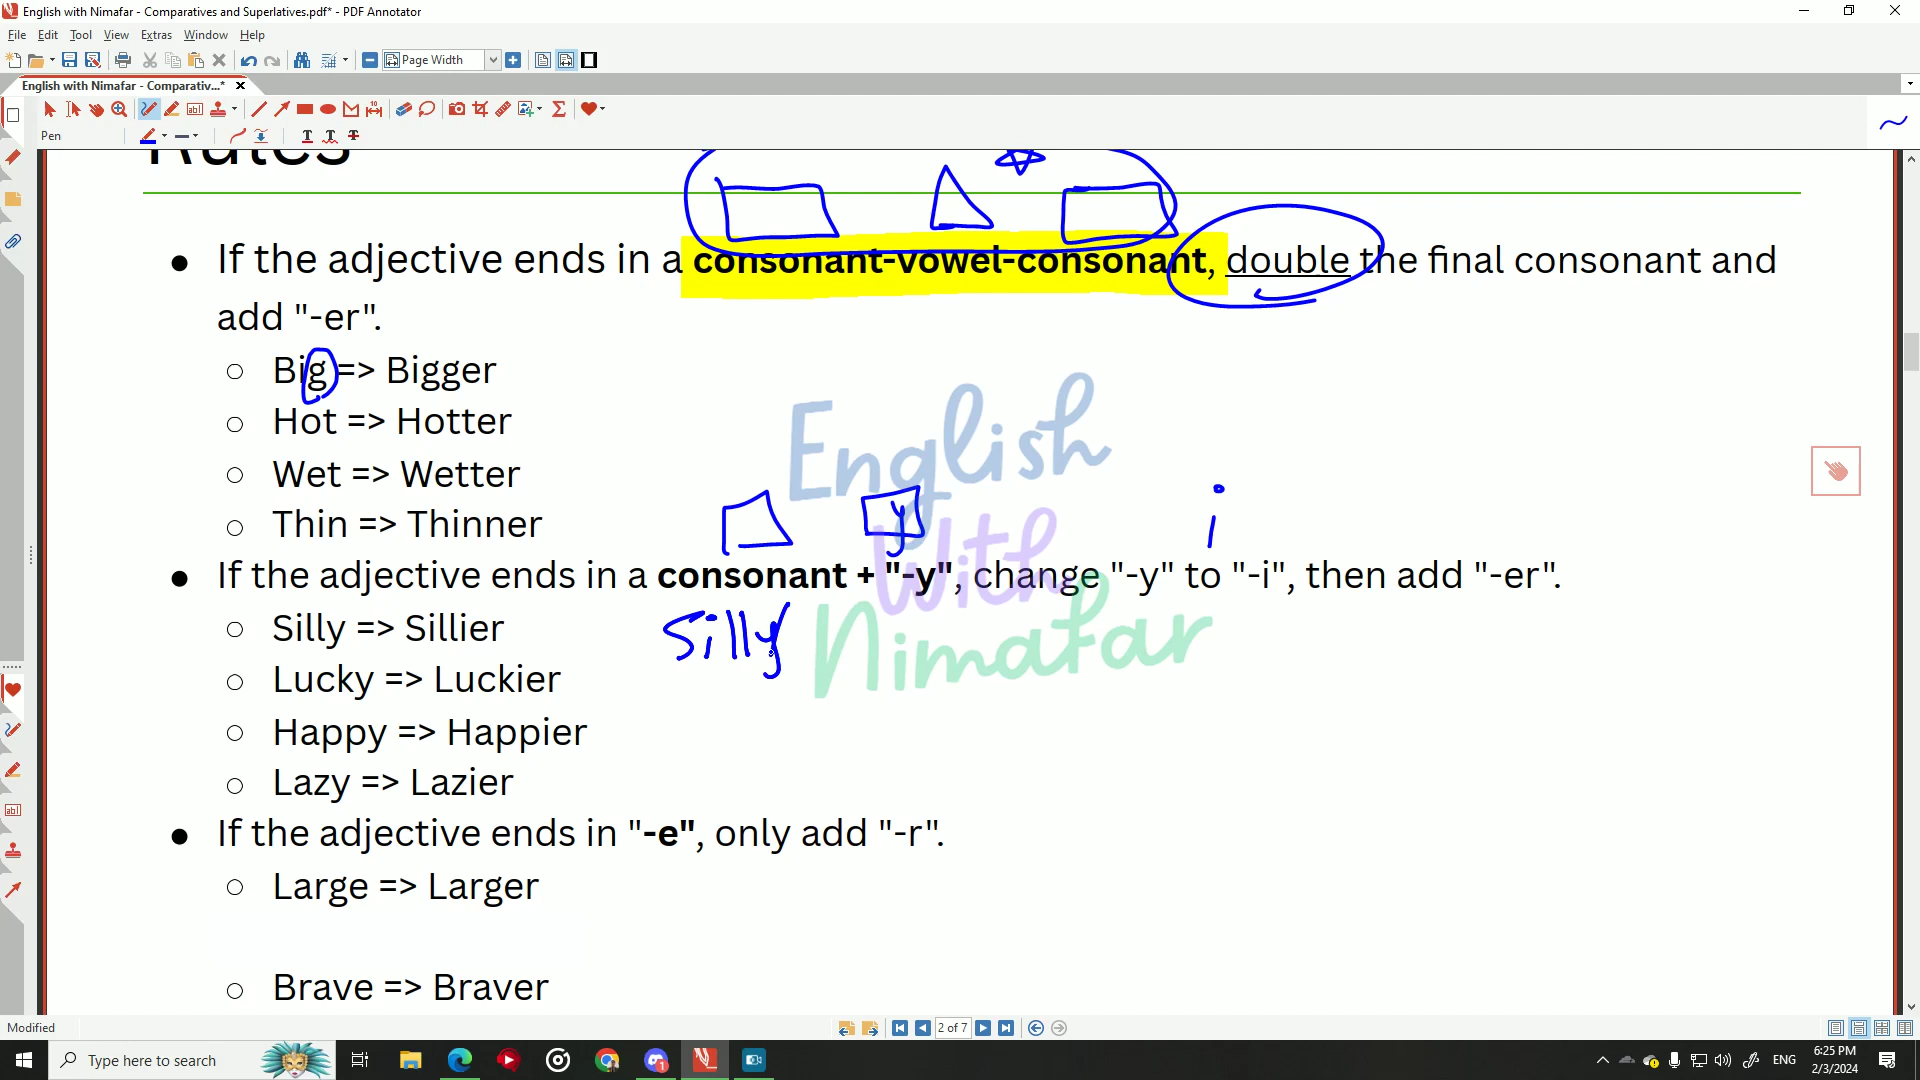 English with Nimafar - Comparatives and Superlatives.pdf* - PDF Annotator
File Edit Tool View Extras Window Help
Page Width
English with Nimafar - Comparativ...*
Pen
Rules
If the adjective ends in a consonant-vowel-consonant, double the final consonant and
add "-er".
Big => Bigger
Hot => Hotter
Wet => Wetter
Thin => Thinner
y i
If the adjective ends in a consonant + "-y", change "-y" to "-i", then add "-er".
Silly => Sillier
silly
Lucky => Luckier
Happy => Happier
Lazy => Lazier
If the adjective ends in "-e", only add "-r".
Large => Larger
Brave => Braver
English
With
Nimafar
Modified
2 of 7
Type here to search
ENG
6:25 PM
2/3/2024